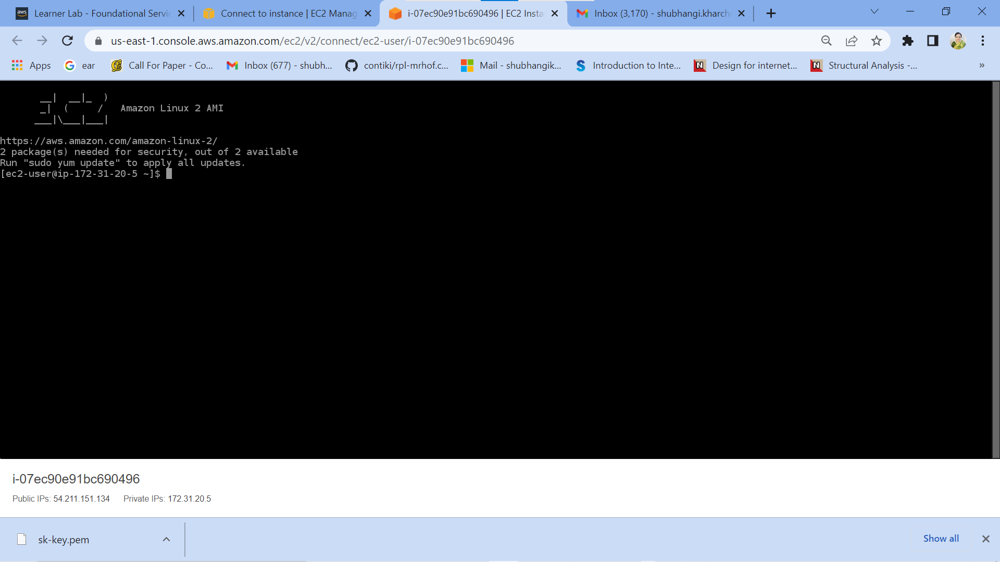 aws Learner Lab - Foundational Servic
Connect to instance | EC2 Manag
i-07ec90e91bc690496 | EC2 Insta
Inbox (3,170) - shubhangi.kharch
us-east-1.console.aws.amazon.com/ec2/v2/connect/ec2-user/i-07ec90e91bc690496
Apps
ear
Call For Paper - Co...
Inbox (677) - shubh...
contiki/rpl-mrhof.c...
Mail - shubhangik...
Introduction to Inte...
Design for internet...
Structural Analysis -...
»
       __|  __|_  )
       _|  (     /   Amazon Linux 2 AMI
      ___|\___|___|
https://aws.amazon.com/amazon-linux-2/
2 package(s) needed for security, out of 2 available
Run "sudo yum update" to apply all updates.
[ec2-user@ip-172-31-20-5 ~]$
i-07ec90e91bc690496
Public IPs: 54.211.151.134 Private IPs: 172.31.20.5
sk-key.pem
Show all